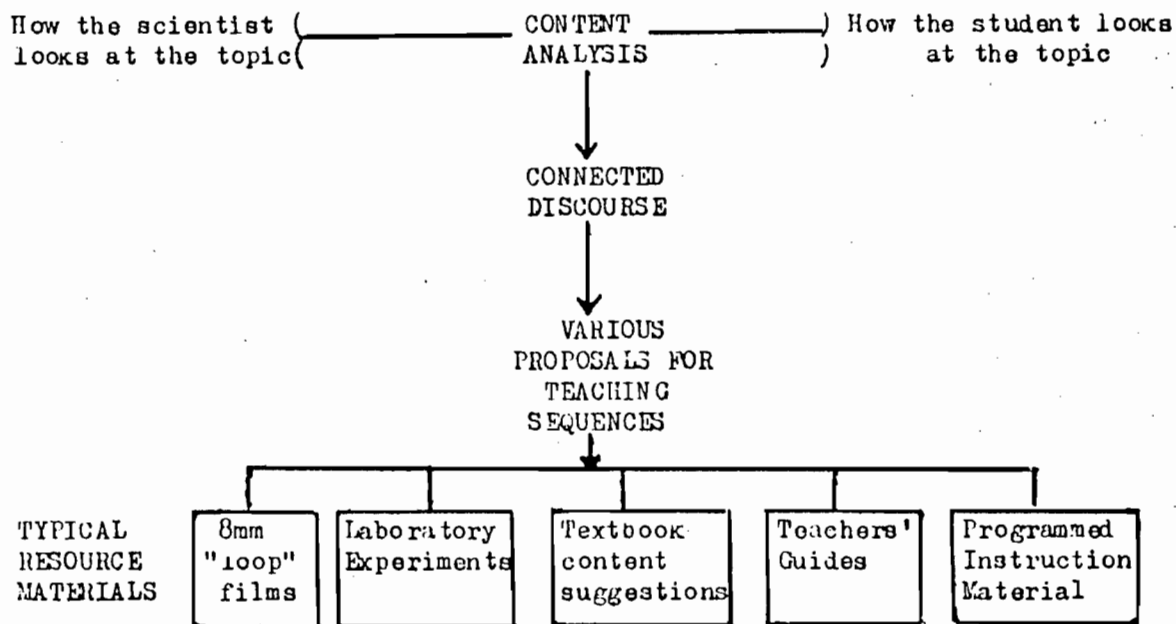 How the scientist
looks at the topic
CONTENT
ANALYSIS
How the student looks
at the topic
CONNECTED
DISCOURSE
VARIOUS
PROPOSALS FOR
TEACHING
SEQUENCES
TYPICAL
RESOURCE
MATERIALS
8mm
"loop"
films
Laboratory
Experiments
Textbook
content
suggestions
Teachers'
Guides
Programmed
Instruction
Material